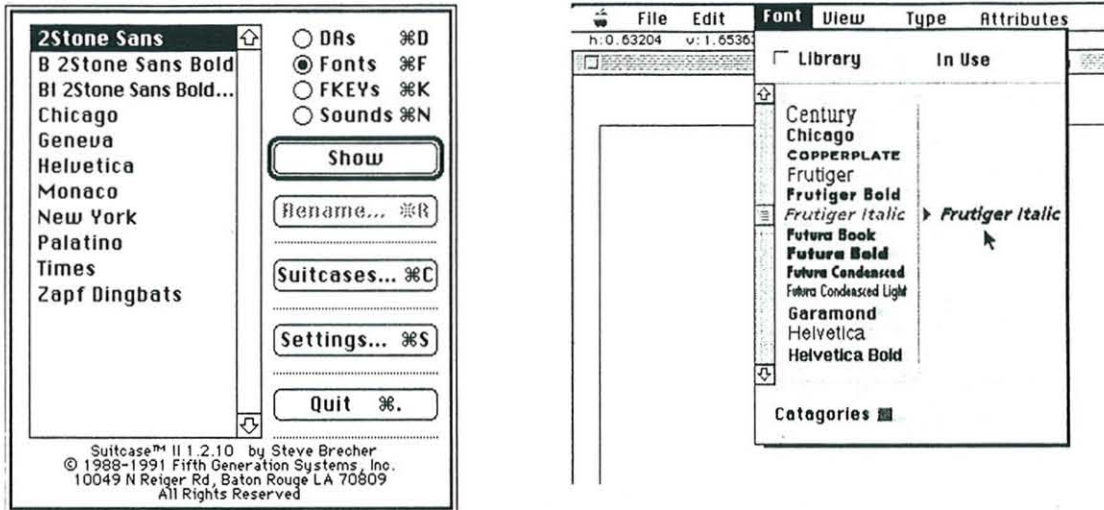 2Stone Sans
B 2Stone Sans Bold
BI 2Stone Sans Bold...
Chicago
Geneva
Helvetica
Monaco
New York
Palatino
Times
Zapf Dingbats
DAs ⌘D
Fonts ⌘F
FKEYs ⌘K
Sounds ⌘N
Show
Rename... ⌘R
Suitcases... ⌘C
Settings... ⌘S
Quit ⌘.
Suitcase™ II 1.2.10 by Steve Brecher
© 1988-1991 Fifth Generation Systems, Inc.
10049 N Reiger Rd, Baton Rouge LA 70809
All Rights Reserved
File Edit Font View Type Attributes
h:0.63204 v:1.6536
Library In Use
Century
Chicago
COPPERPLATE
Frutiger
Frutiger Bold
Frutiger Italic Frutiger Italic
Futura Book
Futura Bold
Futura Condensced
Futura Condensced Light
Garamond
Helvetica
Helvetica Bold
Catagories